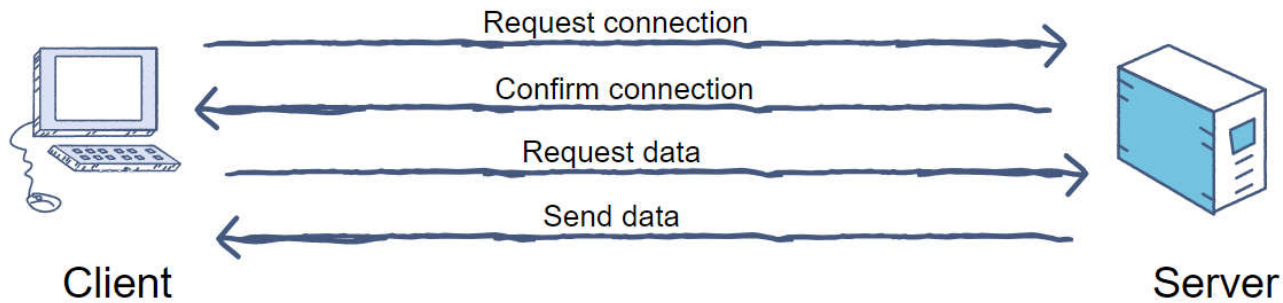 Request connection
Confirm connection
Request data
Send data
Client
Server